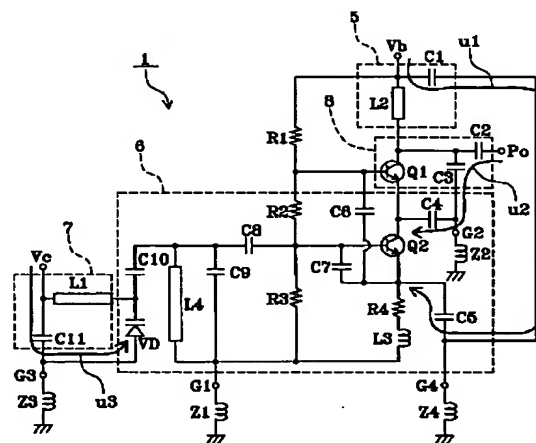 5
Vb
C1
u1
1
L2
8
C2
Po
R1
Q1
C3
u2
6
R2
C6
C4
G2
7
C8
Q2
Z2
Vc
C10
C9
C7
L1
L4
R3
R4
C5
C11
VD
L3
G3
u3
G1
G4
Z3
Z1
Z4